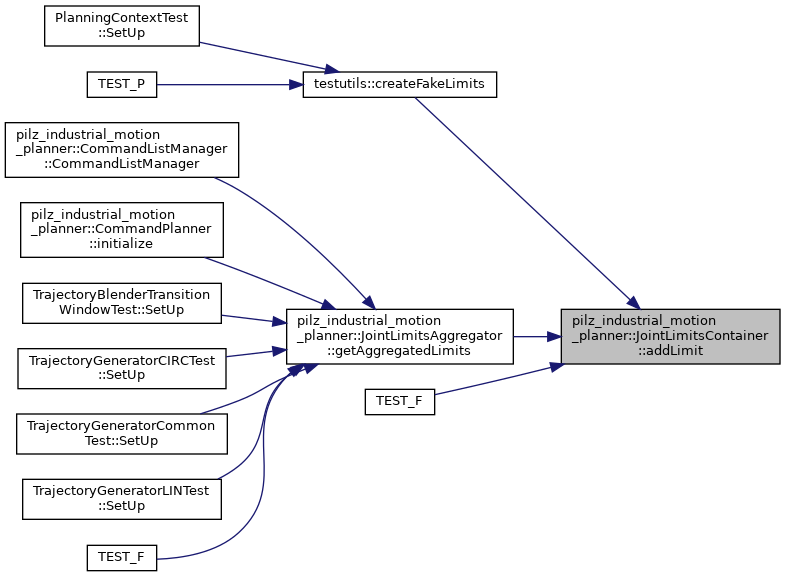 PlanningContextTest
::SetUp
TEST_P
testutils::createFakeLimits
pilz_industrial_motion
_planner::CommandListManager
::CommandListManager
pilz_industrial_motion
_planner::CommandPlanner
::initialize
TrajectoryBlenderTransition
WindowTest::SetUp
pilz_industrial_motion
_planner::JointLimitsAggregator
::getAggregatedLimits
pilz_industrial_motion
_planner::JointLimitsContainer
::addLimit
TrajectoryGeneratorCIRCTest
::SetUp
TEST_F
TrajectoryGeneratorCommon
Test::SetUp
TrajectoryGeneratorLINTest
::SetUp
TEST_F